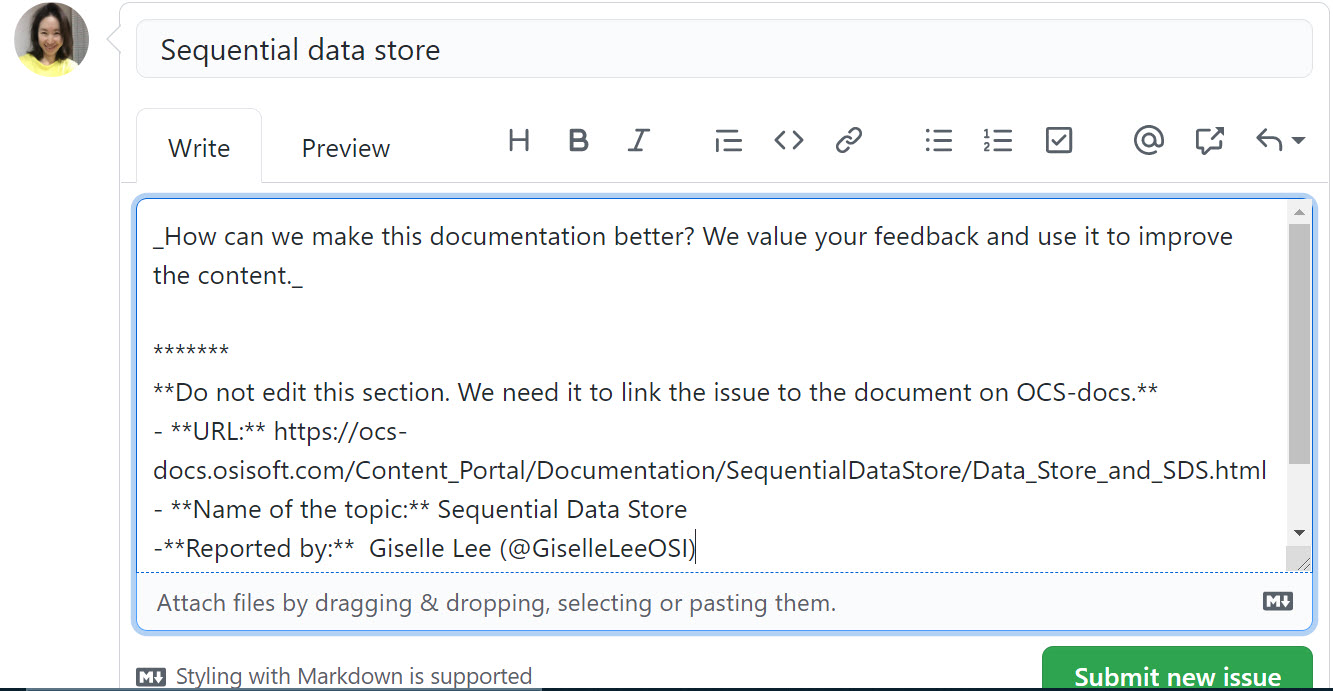 Sequential data store
Write Preview H B I @
_How can we make this documentation better? We value your feedback and use it to improve
the content._
*******
**Do not edit this section. We need it to link the issue to the document on OCS-docs.**
- **URL:** https://ocs-
docs.osisoft.com/Content_Portal/Documentation/SequentialDataStore/Data_Store_and_SDS.html
- **Name of the topic:** Sequential Data Store
-**Reported by:**  Giselle Lee (@GiselleLeeOSI)
Attach files by dragging & dropping, selecting or pasting them.
Styling with Markdown is supported
Submit new issue